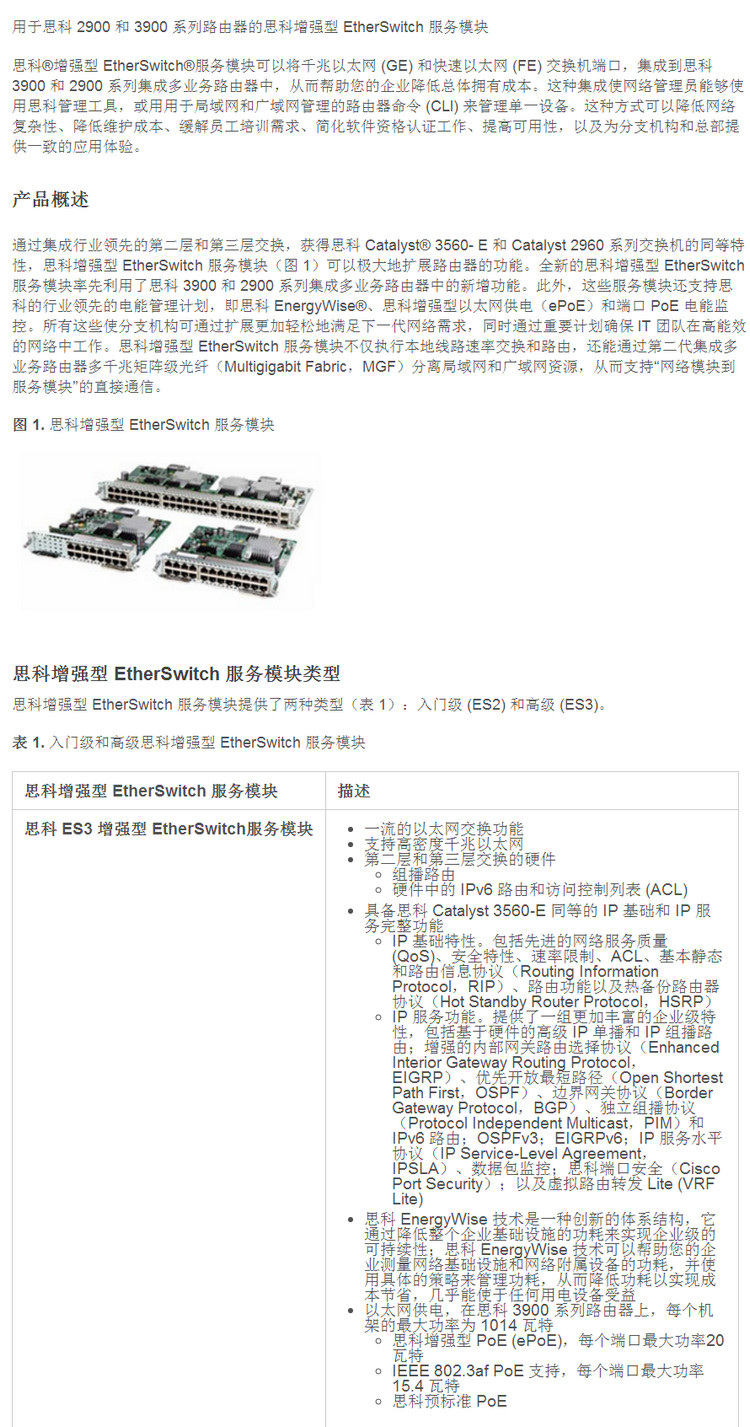 用于思科 2900 和 3900 系列路由器的思科增强型 EtherSwitch 服务模块
思科®增强型 EtherSwitch®服务模块可以将千兆以太网 (GE) 和快速以太网 (FE) 交换机端口，集成到思科
3900 和 2900 系列集成多业务路由器中，从而帮助您的企业降低总体拥有成本。这种集成使网络管理员能够使
用思科管理工具，或用用于局域网和广域网管理的路由器命令 (CLI) 来管理单一设备。这种方式可以降低网络
复杂性、降低维护成本、缓解员工培训需求、简化软件资格认证工作、提高可用性，以及为分支机构和总部提
供一致的应用体验。
产品概述
通过集成行业领先的第二层和第三层交换，获得思科 Catalyst® 3560- E 和 Catalyst 2960 系列交换机的同等特
性，思科增强型 EtherSwitch 服务模块（图 1）可以极大地扩展路由器的功能。全新的思科增强型 EtherSwitch
服务模块率先利用了思科 3900 和 2900 系列集成多业务路由器中的新增功能。此外，这些服务模块还支持思
科的行业领先的电能管理计划，即思科 EnergyWise®、思科增强型以太网供电（ePoE）和端口 PoE 电能监
控。所有这些使分支机构可通过扩展更加轻松地满足下一代网络需求，同时通过重要计划确保 IT 团队在高能效
的网络中工作。思科增强型 EtherSwitch 服务模块不仅执行本地线路速率交换和路由，还能通过第二代集成多
业务路由器多千兆矩阵级光纤（Multigigabit Fabric，MGF）分离局域网和广域网资源，从而支持“网络模块到
服务模块”的直接通信。
图 1. 思科增强型 EtherSwitch 服务模块
思科增强型 EtherSwitch 服务模块类型
思科增强型 EtherSwitch 服务模块提供了两种类型（表 1）：入门级 (ES2) 和高级 (ES3)。
表 1. 入门级和高级思科增强型 EtherSwitch 服务模块
思科增强型 EtherSwitch 服务模块
描述
思科 ES3 增强型 EtherSwitch服务模块
一流的以太网交换功能
支持高密度千兆以太网
第二层和第三层交换的硬件
组播路由
硬件中的 IPv6 路由和访问控制列表 (ACL)
具备思科 Catalyst 3560-E 同等的 IP 基础和 IP 服
务完整功能
IP 基础特性。包括先进的网络服务质量
(QoS)、安全特性、速率限制、ACL、基本静态
和路由信息协议（Routing Information
Protocol，RIP）、路由功能以及热备份路由器
协议（Hot Standby Router Protocol，HSRP）
IP 服务功能。提供了一组更加丰富的企业级特
性，包括基于硬件的高级 IP 单播和 IP 组播路
由；增强的内部网关路由选择协议（Enhanced
Interior Gateway Routing Protocol，
EIGRP）、优先开放最短路径（Open Shortest
Path First，OSPF）、边界网关协议（Border
Gateway Protocol，BGP）、独立组播协议
（Protocol Independent Multicast，PIM）和
IPv6 路由；OSPFv3；EIGRPv6；IP 服务水平
协议（IP Service-Level Agreement，
IPSLA）、数据包监控；思科端口安全（Cisco
Port Security）；以及虚拟路由转发 Lite (VRF
Lite)
思科 EnergyWise 技术是一种创新的体系结构，它
通过降低整个企业基础设施的功耗来实现企业级的
可持续性；思科 EnergyWise 技术可以帮助您的企
业测量网络基础设施和网络附属设备的功耗，并使
用具体的策略来管理功耗，从而降低功耗以实现成
本节省，几乎能使于任何用电设备受益
以太网供电，在思科 3900 系列路由器上，每个机
架的最大功率为 1014 瓦特
思科增强型 PoE (ePoE)，每个端口最大功率20
瓦特
IEEE 802.3af PoE 支持，每个端口最大功率
15.4 瓦特
思科预标准 PoE